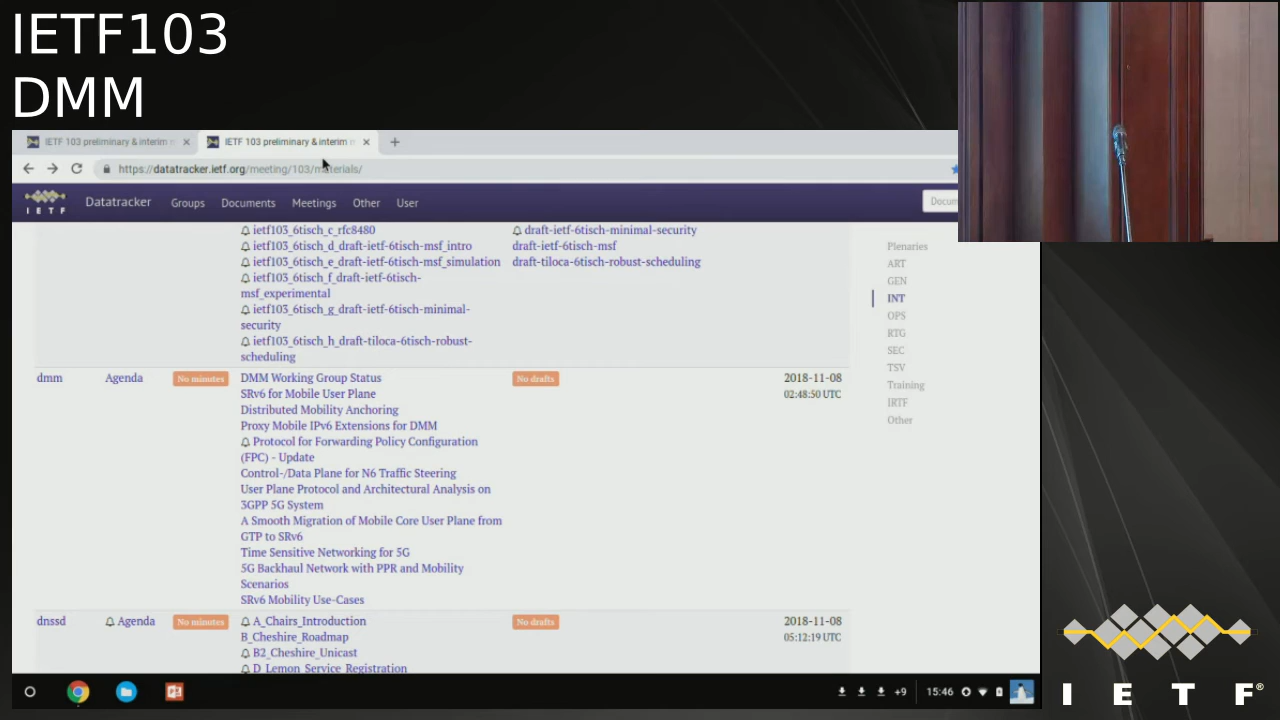 IETF103
DMM
IETF 103 preliminary & interim
IETF 103 preliminary & interim
https://datatracker.ietf.org/meeting/103/materials/
IETF
Datatracker Groups Documents Meetings Other User
ietf103_6tisch_c_rfc8480
ietf103_6tisch_d_draft-ietf-6tisch-msf_intro
ietf103_6tisch_e_draft-ietf-6tisch-msf_simulation
ietf103_6tisch_f_draft-ietf-6tisch-
msf_experimental
ietf103_6tisch_g_draft-ietf-6tisch-minimal-
security
ietf103_6tisch_h_draft-tiloca-6tisch-robust-
scheduling
draft-ietf-6tisch-minimal-security
draft-ietf-6tisch-msf
draft-tiloca-6tisch-robust-scheduling
Plenaries
ART
GEN
INT
OPS
RTG
SEC
TSV
Training
IRTF
Other
dmm Agenda No minutes
DMM Working Group Status
SRv6 for Mobile User Plane
Distributed Mobility Anchoring
Proxy Mobile IPv6 Extensions for DMM
Protocol for Forwarding Policy Configuration
(FPC) - Update
Control-/Data Plane for N6 Traffic Steering
User Plane Protocol and Architectural Analysis on
3GPP 5G System
A Smooth Migration of Mobile Core User Plane from
GTP to SRv6
Time Sensitive Networking for 5G
5G Backhaul Network with PPR and Mobility
Scenarios
SRv6 Mobility Use-Cases
No drafts
2018-11-08
02:48:50 UTC
dnssd Agenda No minutes
A_Chairs_Introduction
B_Cheshire_Roadmap
B2_Cheshire_Unicast
D_Lemon_Service_Registration
No drafts
2018-11-08
05:12:19 UTC
+9 15:46
I E T F®